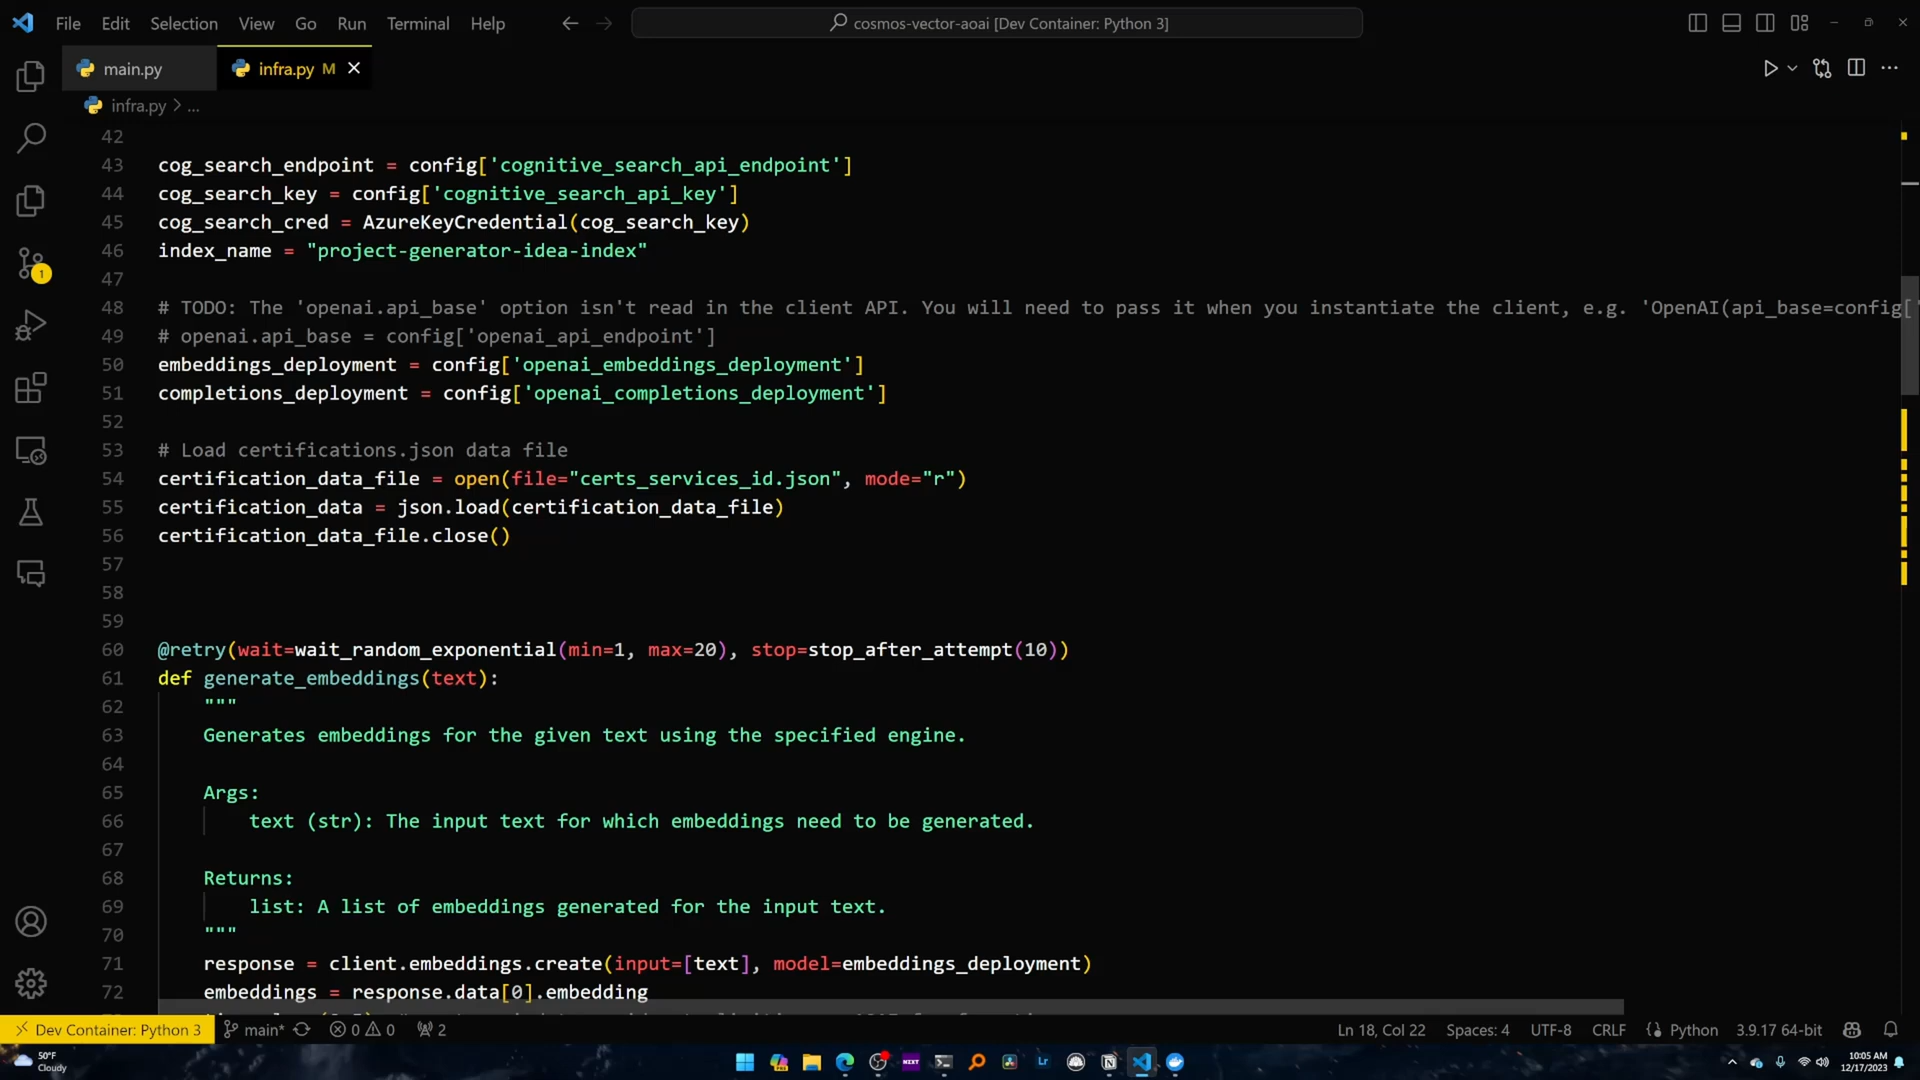 File Edit Selection View Go Run Terminal Help
cosmos-vector-aoai [Dev Container: Python 3]
main.py
infra.py M
infra.py > ...
42
43 cog_search_endpoint = config['cognitive_search_api_endpoint']
44 cog_search_key = config['cognitive_search_api_key']
45 cog_search_cred = AzureKeyCredential(cog_search_key)
46 index_name = "project-generator-idea-index"
47
48 # TODO: The 'openai.api_base' option isn't read in the client API. You will need to pass it when you instantiate the client, e.g. 'OpenAI(api_base=config['
49 # openai.api_base = config['openai_api_endpoint']
50 embeddings_deployment = config['openai_embeddings_deployment']
51 completions_deployment = config['openai_completions_deployment']
52
53 # Load certifications.json data file
54 certification_data_file = open(file="certs_services_id.json", mode="r")
55 certification_data = json.load(certification_data_file)
56 certification_data_file.close()
57
58
59
60 @retry(wait=wait_random_exponential(min=1, max=20), stop=stop_after_attempt(10))
61 def generate_embeddings(text):
62 """
63 Generates embeddings for the given text using the specified engine.
64
65 Args:
66 text (str): The input text for which embeddings need to be generated.
67
68 Returns:
69 list: A list of embeddings generated for the input text.
70 """
71 response = client.embeddings.create(input=[text], model=embeddings_deployment)
72 embeddings = response.data[0].embedding
1
Dev Container: Python 3 main* 0 0 2 Ln 18, Col 22 Spaces: 4 UTF-8 CRLF Python 3.9.17 64-bit
50°F
Cloudy
NEXT
Lr
10:05 AM
12/17/2023